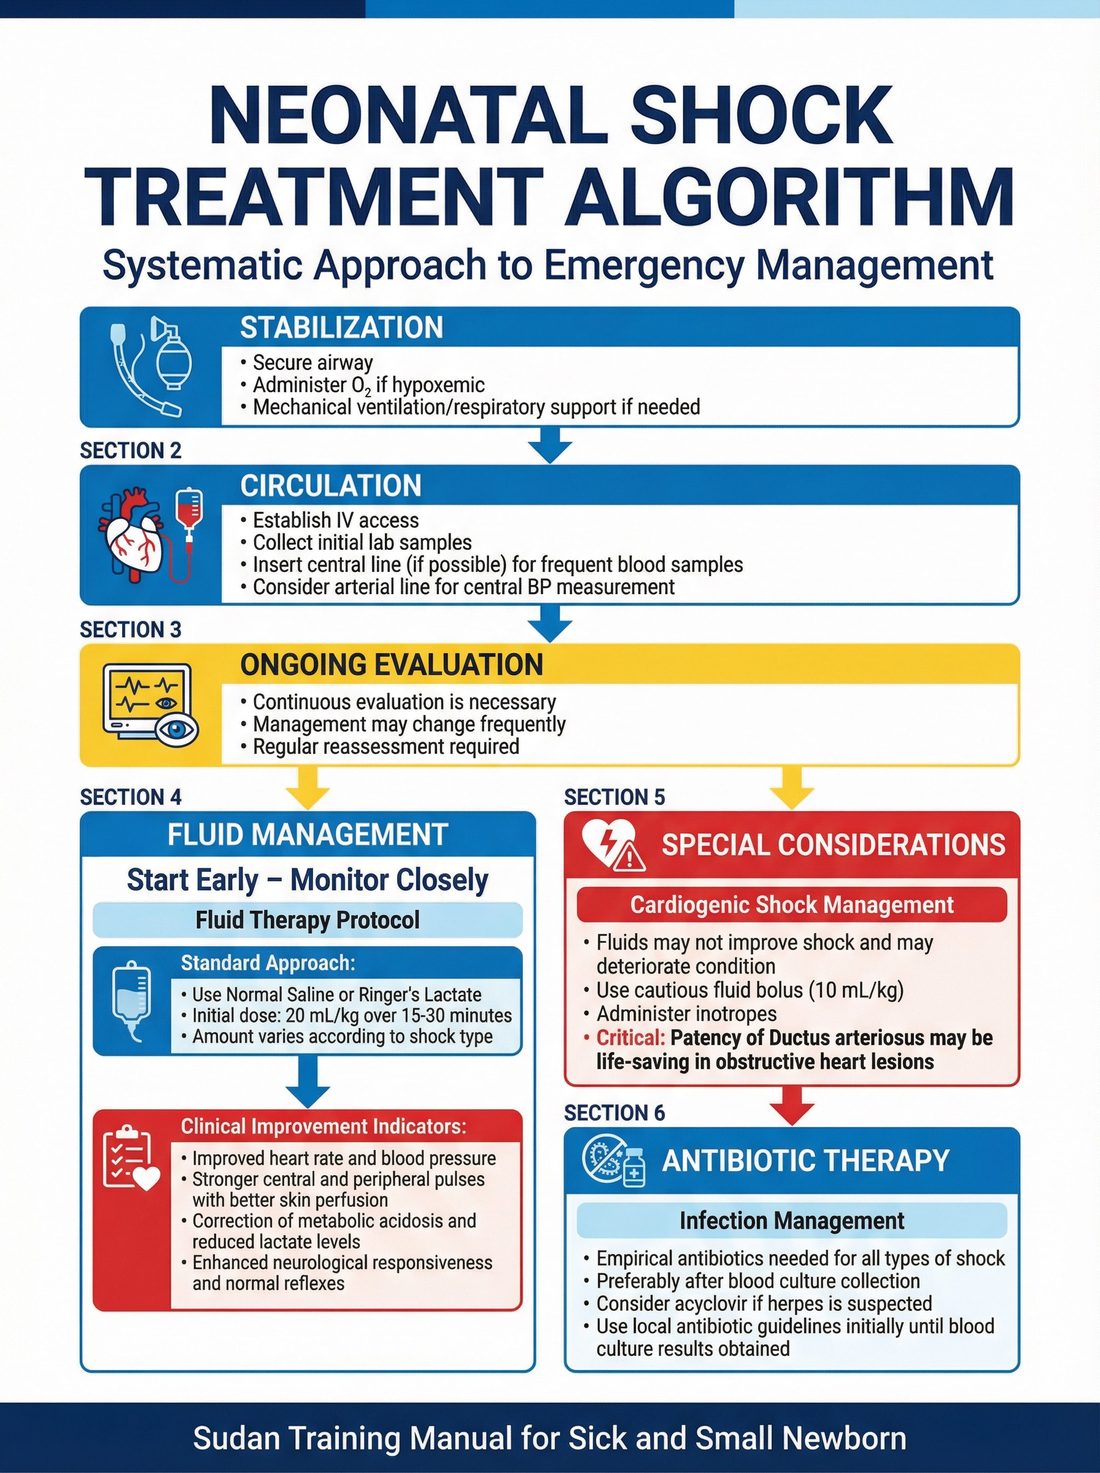 NEONATAL SHOCK
TREATMENT ALGORITHM
Systematic Approach to Emergency Management
STABILIZATION
• Secure airway
• Administer O₂ if hypoxemic
• Mechanical ventilation/respiratory support if needed
SECTION 2
CIRCULATION
• Establish IV access
• Collect initial lab samples
• Insert central line (if possible) for frequent blood samples
• Consider arterial line for central BP measurement
SECTION 3
ONGOING EVALUATION
• Continuous evaluation is necessary
• Management may change frequently
• Regular reassessment required
SECTION 4
FLUID MANAGEMENT
Start Early – Monitor Closely
Fluid Therapy Protocol
Standard Approach:
• Use Normal Saline or Ringer's Lactate
• Initial dose: 20 mL/kg over 15-30 minutes
• Amount varies according to shock type
Clinical Improvement Indicators:
• Improved heart rate and blood pressure
• Stronger central and peripheral pulses
with better skin perfusion
• Correction of metabolic acidosis and
reduced lactate levels
• Enhanced neurological responsiveness
and normal reflexes
SECTION 5
SPECIAL CONSIDERATIONS
Cardiogenic Shock Management
• Fluids may not improve shock and may
deteriorate condition
• Use cautious fluid bolus (10 mL/kg)
• Administer inotropes
• Critical: Patency of Ductus arteriosus may be
life-saving in obstructive heart lesions
SECTION 6
ANTIBIOTIC THERAPY
Infection Management
• Empirical antibiotics needed for all types of shock
• Preferably after blood culture collection
• Consider acyclovir if herpes is suspected
• Use local antibiotic guidelines initially until blood
culture results obtained
Sudan Training Manual for Sick and Small Newborn